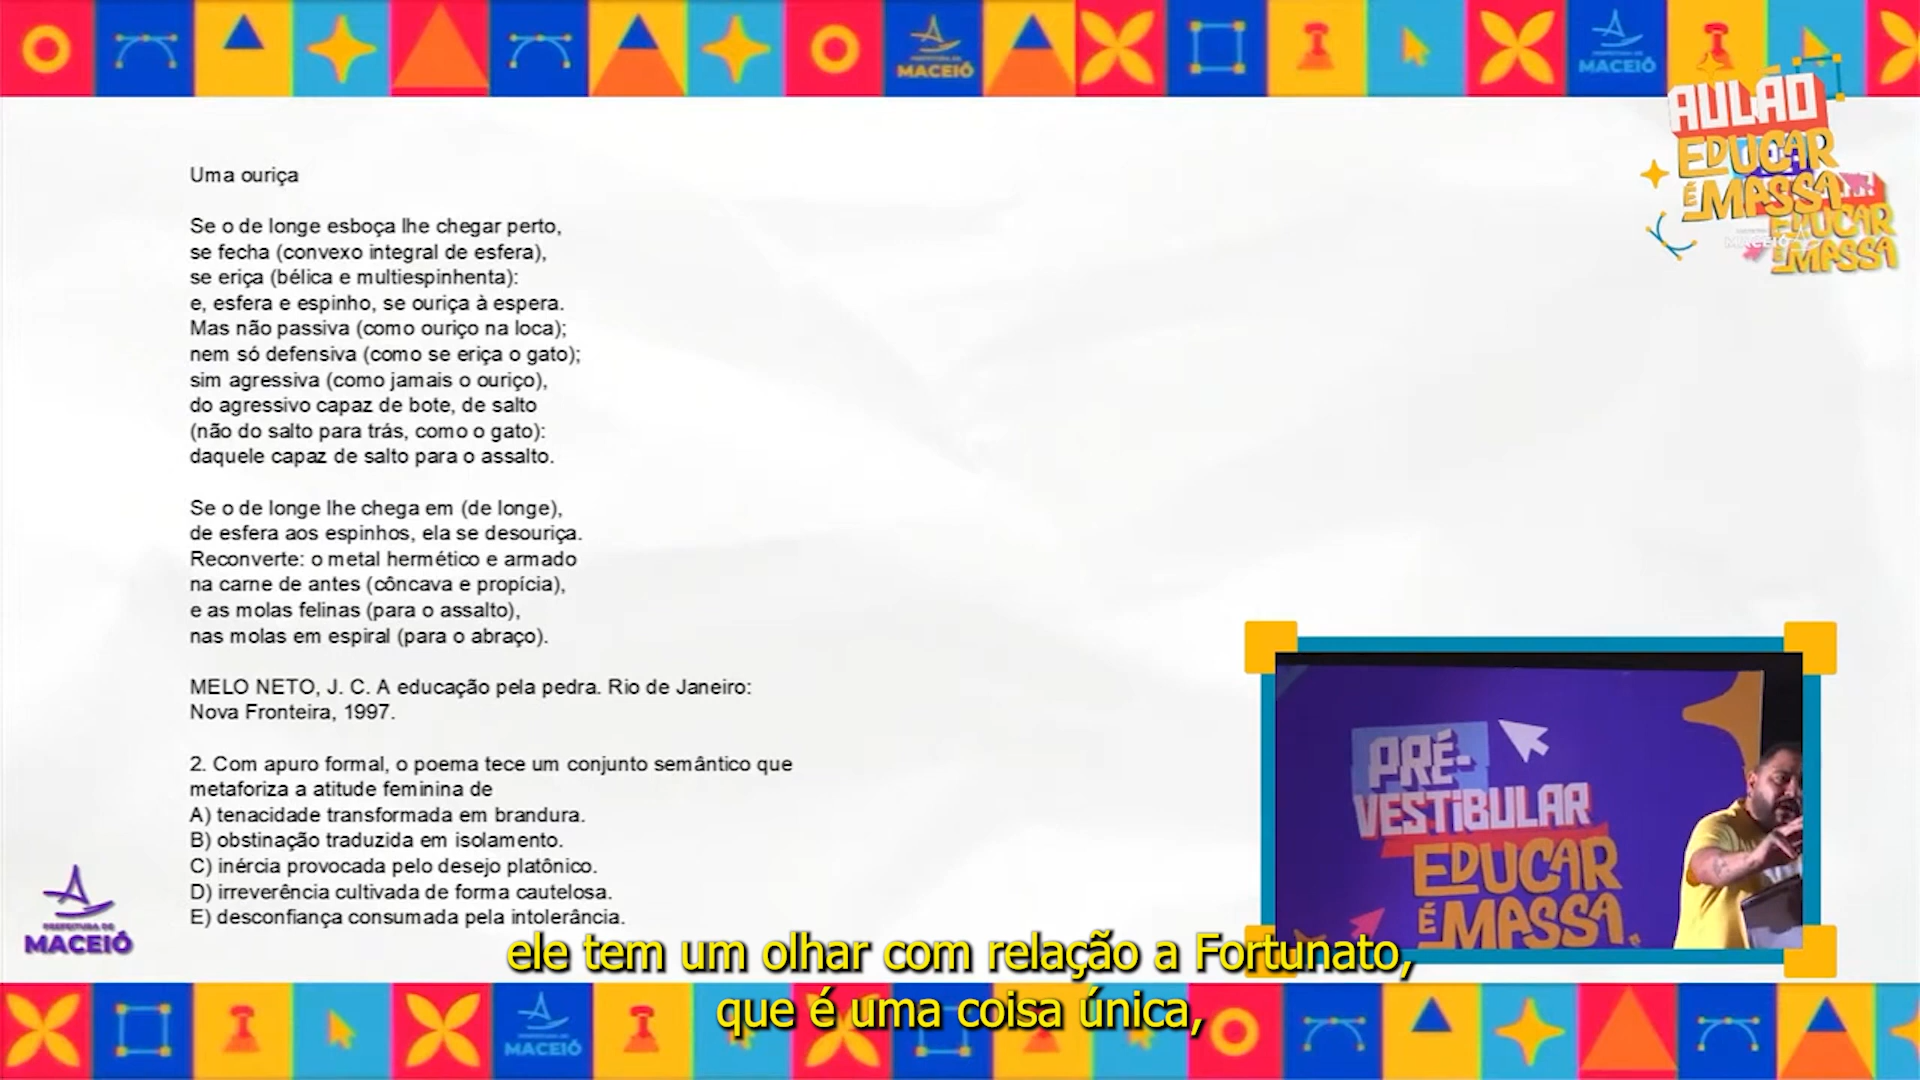 PREFEITURA DE
MACEIÓ
MACEIÓ
AULÃO
EDUCAR
É MASSA
EDUCAR
É MASSA
MACEIÓ
Uma ouriça
Se o de longe esboça lhe chegar perto,
se fecha (convexo integral de esfera),
se eriça (bélica e multiespinhenta):
e, esfera e espinho, se ouriça à espera.
Mas não passiva (como ouriço na loca);
nem só defensiva (como se eriça o gato);
sim agressiva (como jamais o ouriço),
do agressivo capaz de bote, de salto
(não do salto para trás, como o gato):
daquele capaz de salto para o assalto.
Se o de longe lhe chega em (de longe),
de esfera aos espinhos, ela se desouriça.
Reconverte: o metal hermético e armado
na carne de antes (côncava e propícia),
e as molas felinas (para o assalto),
nas molas em espiral (para o abraço).
MELO NETO, J. C. A educação pela pedra. Rio de Janeiro:
Nova Fronteira, 1997.
2. Com apuro formal, o poema tece um conjunto semântico que
metaforiza a atitude feminina de
A) tenacidade transformada em brandura.
B) obstinação traduzida em isolamento.
C) inércia provocada pelo desejo platônico.
D) irreverência cultivada de forma cautelosa.
E) desconfiança consumada pela intolerância.
PRÉ-
VESTIBULAR
EDUCAR
É MASSA
PREFEITURA DE
MACEIÓ
ele tem um olhar com relação a Fortunato,
que é uma coisa única,
MACEIÓ